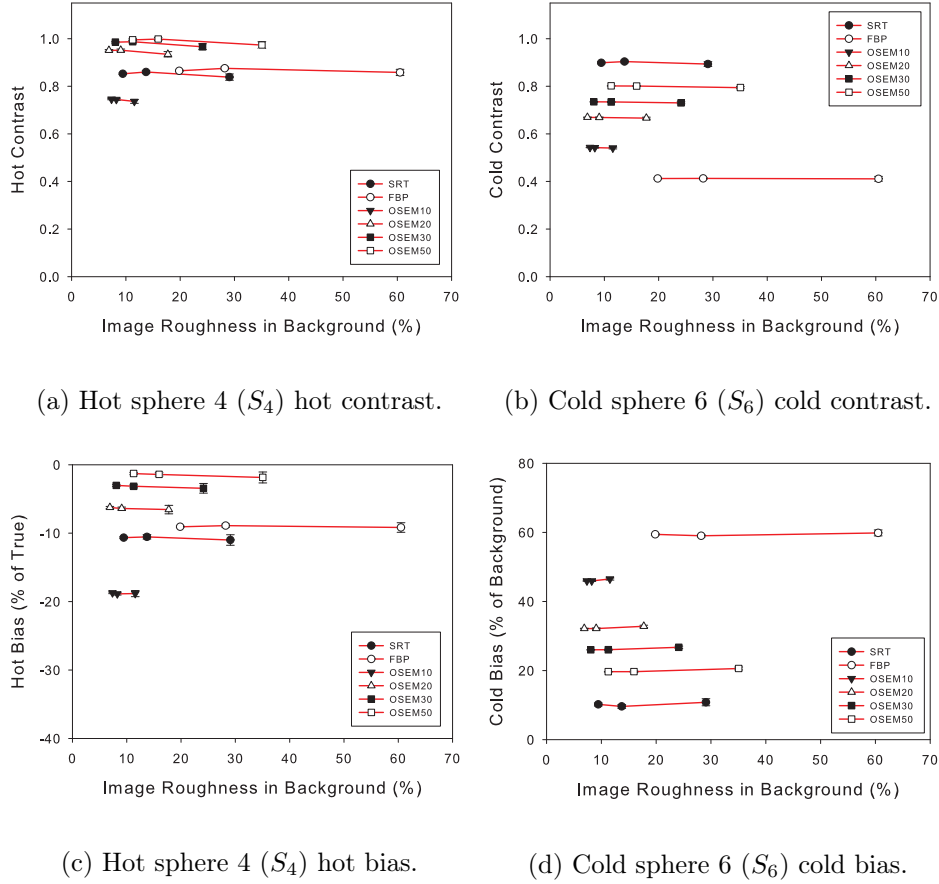 1.0
0.8
0.6
0.4
0.2
0.0
Hot Contrast
0 10 20 30 40 50 60 70
Image Roughness in Background (%)
SRT
FBP
OSEM10
OSEM20
OSEM30
OSEM50
(a) Hot sphere 4 (S₄) hot contrast.
1.0
0.8
0.6
0.4
0.2
0.0
Cold Contrast
0 10 20 30 40 50 60 70
Image Roughness in Background (%)
SRT
FBP
OSEM10
OSEM20
OSEM30
OSEM50
(b) Cold sphere 6 (S₆) cold contrast.
0
-10
-20
-30
-40
Hot Bias (% of True)
0 10 20 30 40 50 60 70
Image Roughness in Background (%)
SRT
FBP
OSEM10
OSEM20
OSEM30
OSEM50
(c) Hot sphere 4 (S₄) hot bias.
80
60
40
20
0
Cold Bias (% of Background)
0 10 20 30 40 50 60 70
Image Roughness in Background (%)
SRT
FBP
OSEM10
OSEM20
OSEM30
OSEM50
(d) Cold sphere 6 (S₆) cold bias.